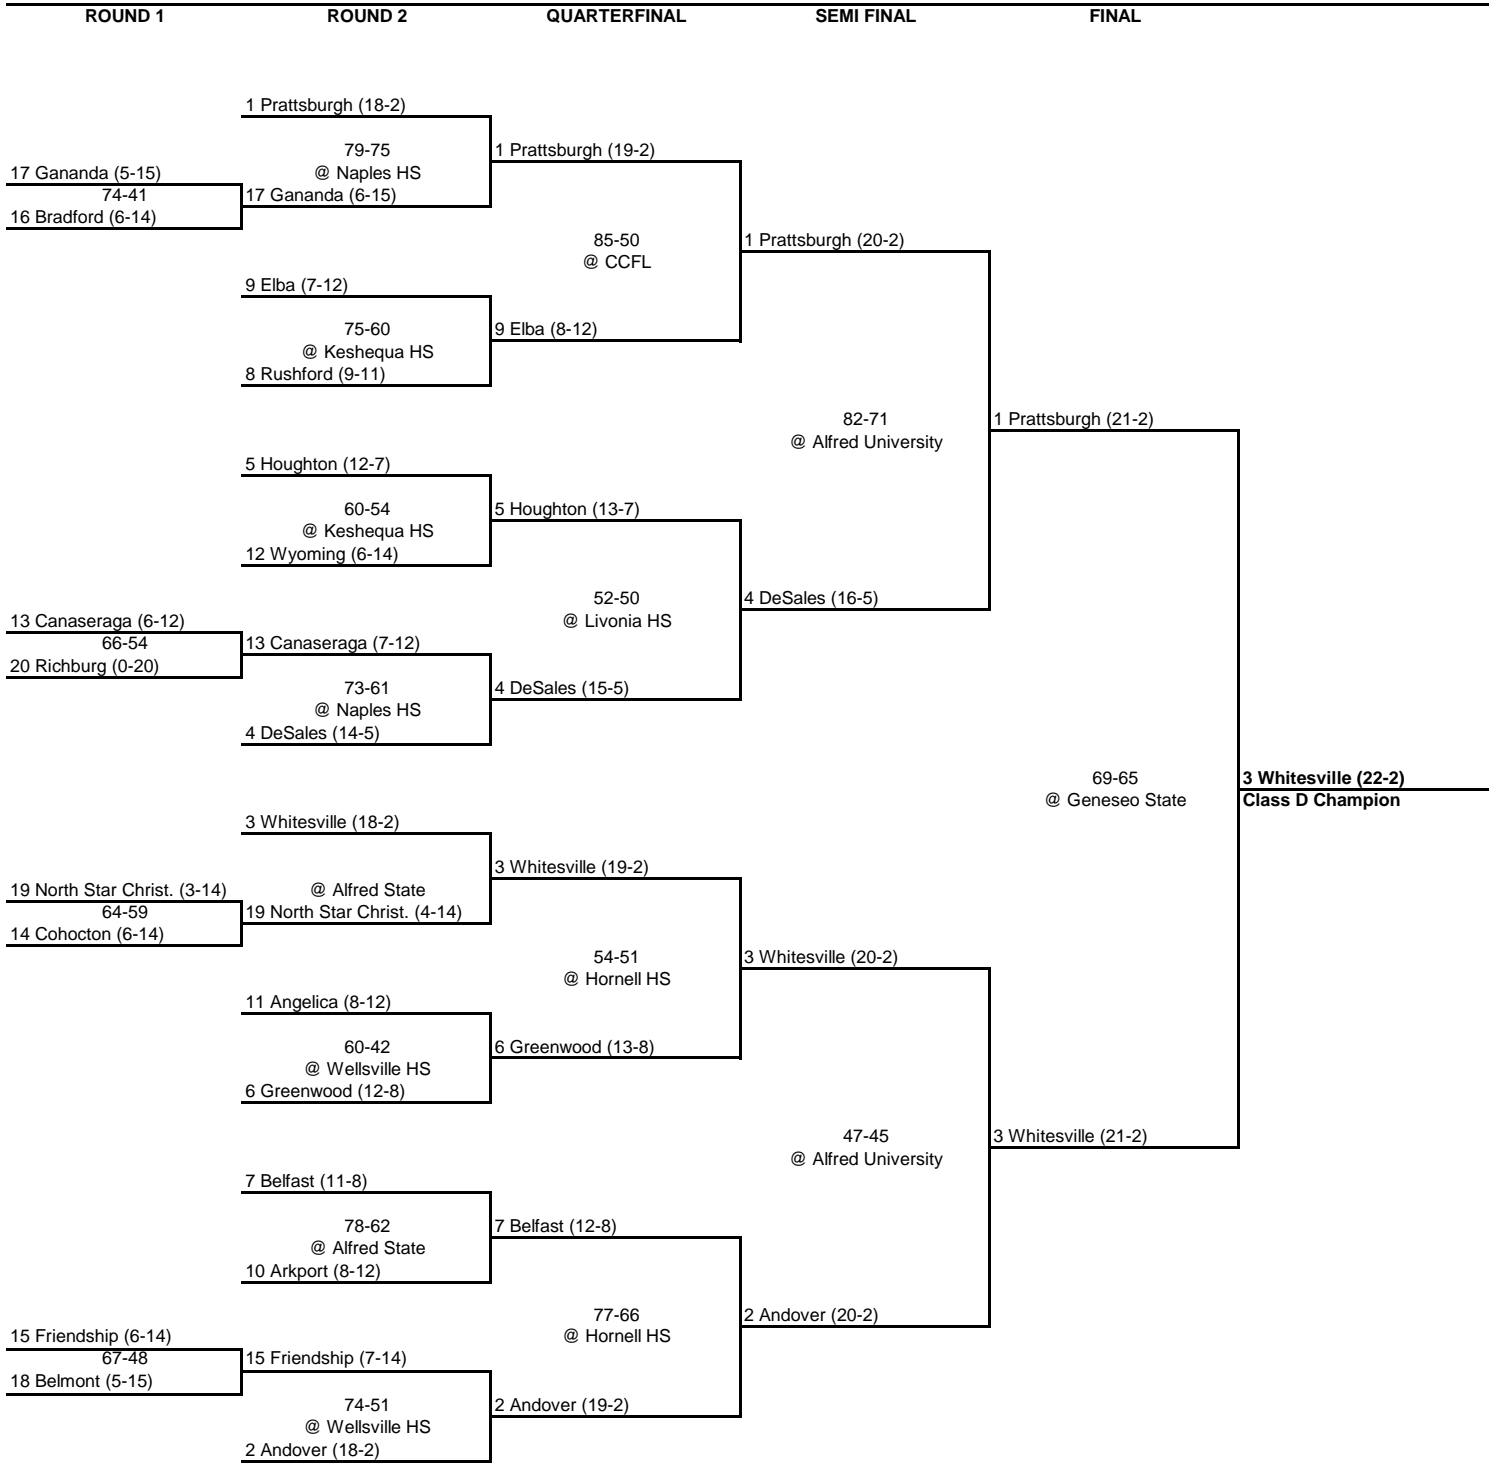 ROUND 1 ROUND 2 QUARTERFINAL SEMI FINAL FINAL
1 Prattsburgh (18-2)
79-75 1 Prattsburgh (19-2)
17 Gananda (5-15) @ Naples HS
74-41 17 Gananda (6-15)
16 Bradford (6-14)
85-50 1 Prattsburgh (20-2)
@ CCFL
9 Elba (7-12)
75-60 9 Elba (8-12)
@ Keshequa HS
8 Rushford (9-11)
82-71 1 Prattsburgh (21-2)
@ Alfred University
5 Houghton (12-7)
60-54 5 Houghton (13-7)
@ Keshequa HS
12 Wyoming (6-14)
52-50 4 DeSales (16-5)
13 Canaseraga (6-12) @ Livonia HS
66-54 13 Canaseraga (7-12)
20 Richburg (0-20)
73-61 4 DeSales (15-5)
@ Naples HS
4 DeSales (14-5)
69-65 3 Whitesville (22-2)
@ Geneseo State Class D Champion
3 Whitesville (18-2)
3 Whitesville (19-2)
19 North Star Christ. (3-14) @ Alfred State
64-59 19 North Star Christ. (4-14)
14 Cohocton (6-14)
54-51 3 Whitesville (20-2)
@ Hornell HS
11 Angelica (8-12)
60-42 6 Greenwood (13-8)
@ Wellsville HS
6 Greenwood (12-8)
47-45 3 Whitesville (21-2)
@ Alfred University
7 Belfast (11-8)
78-62 7 Belfast (12-8)
@ Alfred State
10 Arkport (8-12)
77-66 2 Andover (20-2)
15 Friendship (6-14) @ Hornell HS
67-48 15 Friendship (7-14)
18 Belmont (5-15)
74-51 2 Andover (19-2)
@ Wellsville HS
2 Andover (18-2)